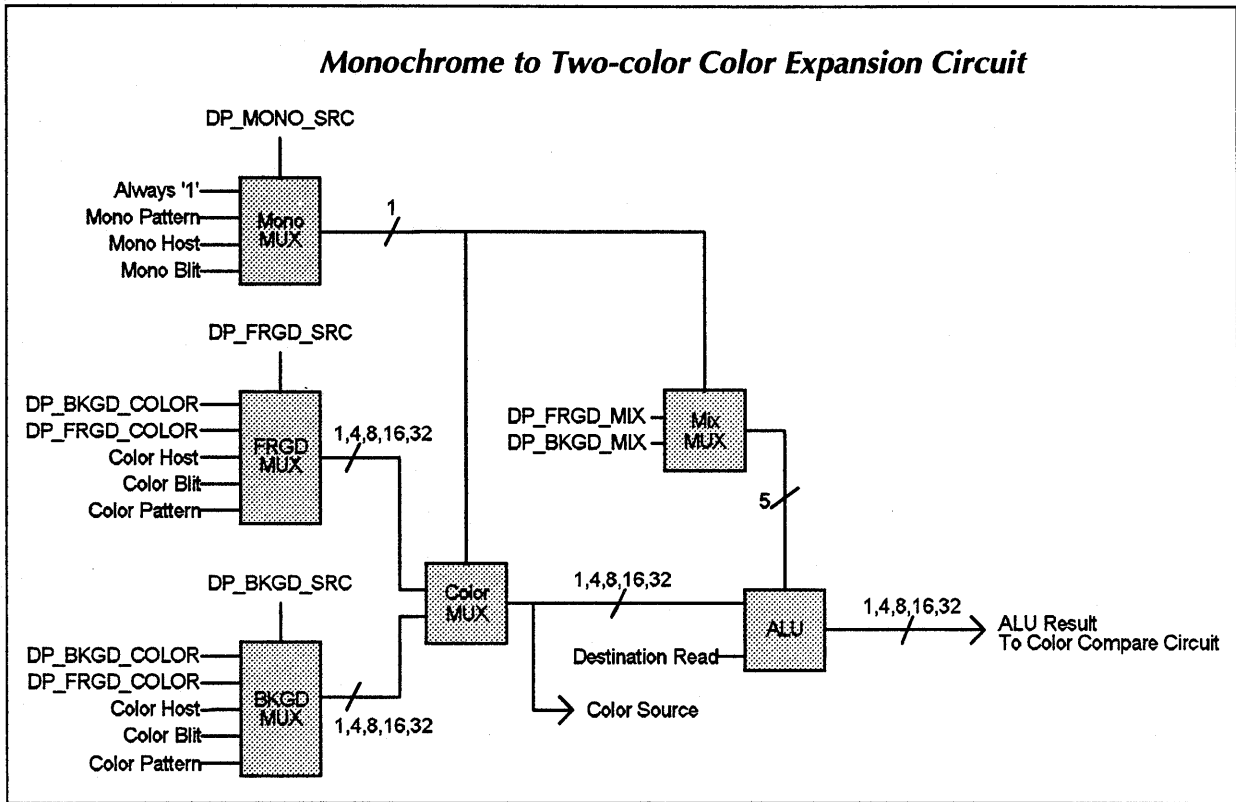 Monochrome to Two-color Color Expansion Circuit
DP_MONO_SRC
Always '1'
Mono Pattern
Mono Host
Mono Blit
Mono
MUX
1
DP_FRGD_SRC
DP_BKGD_COLOR
DP_FRGD_COLOR
Color Host
Color Blit
Color Pattern
FRGD
MUX
1,4,8,16,32
DP_FRGD_MIX
DP_BKGD_MIX
Mix
MUX
5
DP_BKGD_SRC
DP_BKGD_COLOR
DP_FRGD_COLOR
Color Host
Color Blit
Color Pattern
BKGD
MUX
1,4,8,16,32
Color
MUX
1,4,8,16,32
Destination Read
Color Source
ALU
1,4,8,16,32
ALU Result
To Color Compare Circuit